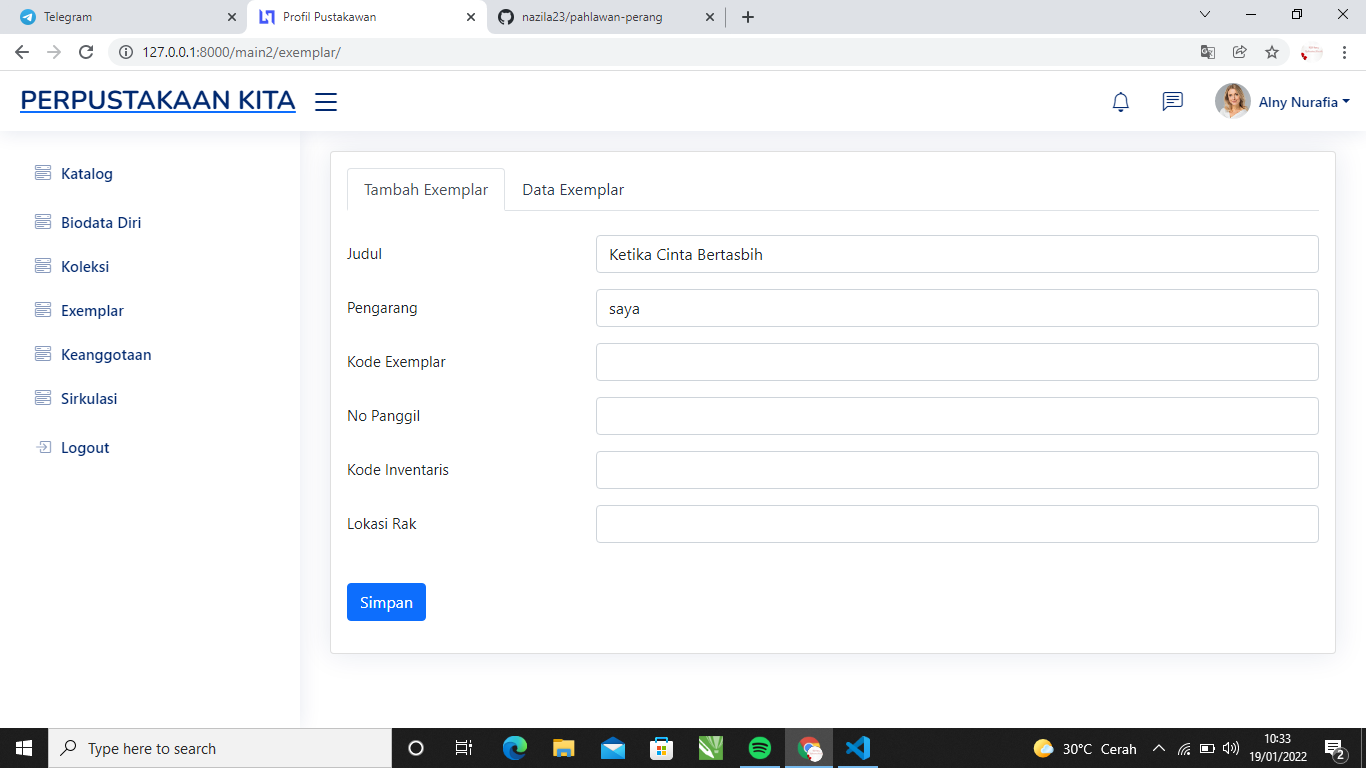 Telegram
Profil Pustakawan
nazila23/pahlawan-perang
127.0.0.1:8000/main2/exemplar/
PERPUSTAKAAN KITA
Alny Nurafia
Katalog
Biodata Diri
Koleksi
Exemplar
Keanggotaan
Sirkulasi
Logout
Tambah Exemplar
Data Exemplar
Judul
Ketika Cinta Bertasbih
Pengarang
saya
Kode Exemplar
No Panggil
Kode Inventaris
Lokasi Rak
Simpan
Type here to search
30°C Cerah
10:33
19/01/2022
2